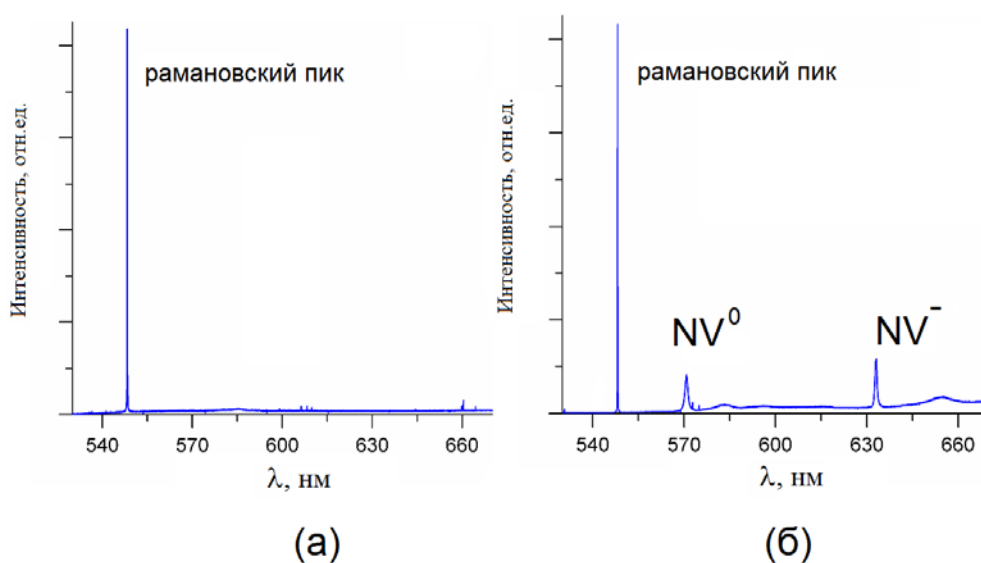 Интенсивность, отн.ед.
рамановский пик
540 570 600 630 660
λ, нм
(а)
Интенсивность, отн.ед.
рамановский пик
NV⁰
NV⁻
540 570 600 630 660
λ, нм
(б)